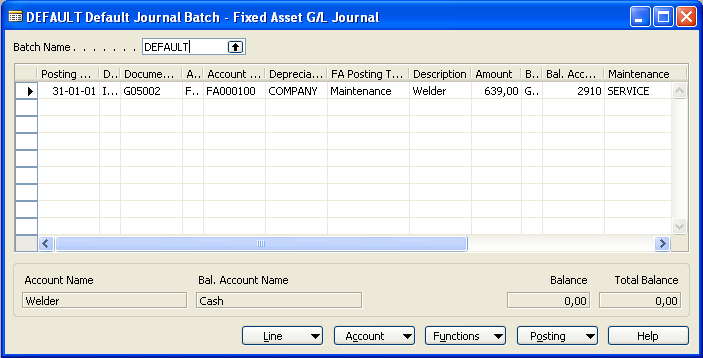 DEFAULT Default Journal Batch - Fixed Asset G/L Journal
Batch Name . . . . . . . DEFAULT
Posting ... D... Docume... A... Account ... Deprecia... FA Posting T... Description Amount B... Bal. Acc... Maintenance
31-01-01 I... G05002 F... FA000100 COMPANY Maintenance Welder 639,00 G... 2910 SERVICE
Account Name Bal. Account Name Balance Total Balance
Welder Cash 0,00 0,00
Line Account Functions Posting Help